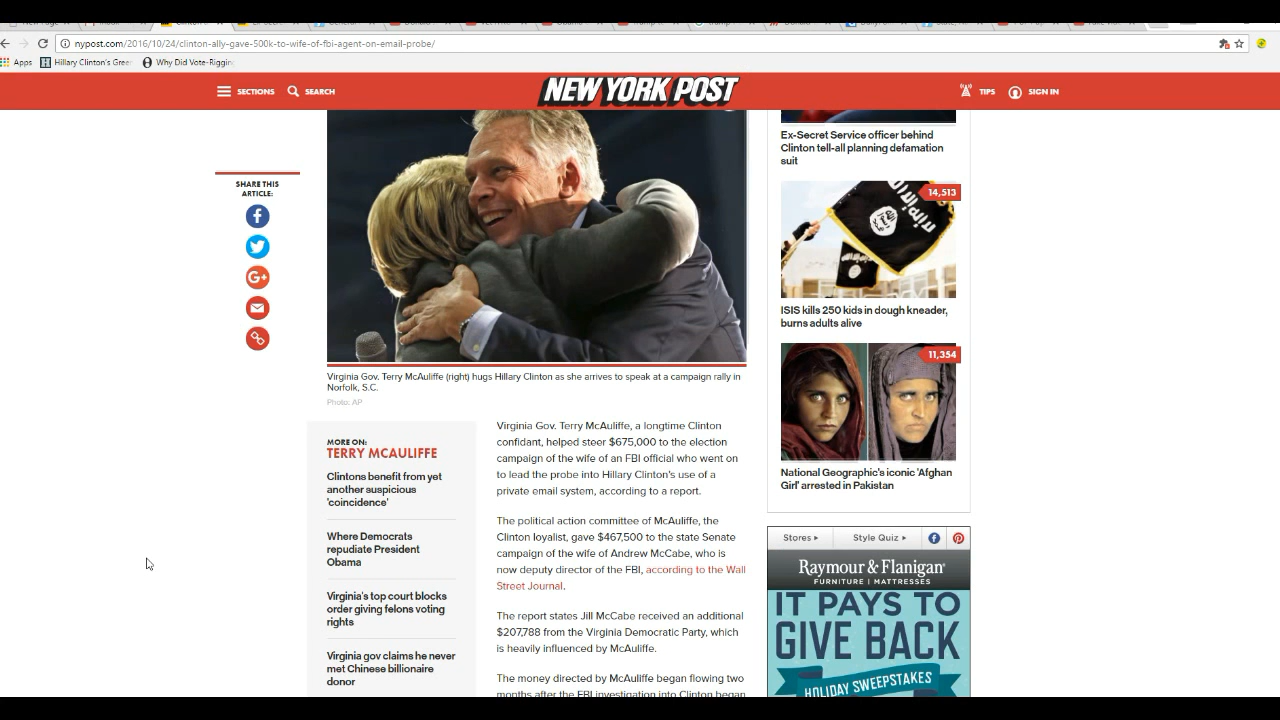 nypost.com/2016/10/24/clinton-ally-gave-500k-to-wife-of-fbi-agent-on-email-probe/
Apps
Hillary Clinton's Gree
Why Did Vote-Riggin
SECTIONS
SEARCH
NEW YORK POST
TIPS
SIGN IN
SHARE THIS
ARTICLE:
Virginia Gov. Terry McAuliffe (right) hugs Hillary Clinton as she arrives to speak at a campaign rally in
Norfolk, S.C.
Photo: AP
MORE ON:
TERRY MCAULIFFE
Clintons benefit from yet
another suspicious
'coincidence'
Where Democrats
repudiate President
Obama
Virginia's top court blocks
order giving felons voting
rights
Virginia gov claims he never
met Chinese billionaire
donor
Virginia Gov. Terry McAuliffe, a longtime Clinton
confidant, helped steer $675,000 to the election
campaign of the wife of an FBI official who went on
to lead the probe into Hillary Clinton's use of a
private email system, according to a report.
The political action committee of McAuliffe, the
Clinton loyalist, gave $467,500 to the state Senate
campaign of the wife of Andrew McCabe, who is
now deputy director of the FBI, according to the Wall
Street Journal.
The report states Jill McCabe received an additional
$207,788 from the Virginia Democratic Party, which
is heavily influenced by McAuliffe.
The money directed by McAuliffe began flowing two
months after the FBI investigation into Clinton began
Ex-Secret Service officer behind
Clinton tell-all planning defamation
suit
14,513
ISIS kills 250 kids in dough kneader,
burns adults alive
11,354
National Geographic's iconic 'Afghan
Girl' arrested in Pakistan
Stores
Style Quiz
Raymour & Flanigan
FURNITURE | MATTRESSES
IT PAYS TO
GIVE BACK
HOLIDAY SWEEPSTAKES